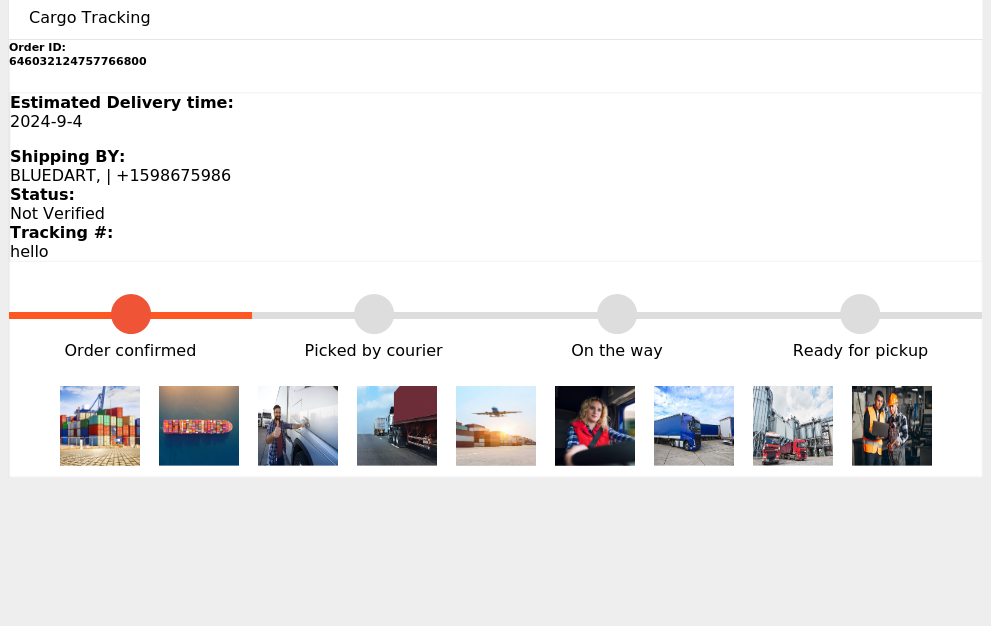 Cargo Tracking
Order ID:
646032124757766800
Estimated Delivery time:
2024-9-4
Shipping BY:
BLUEDART, | +1598675986
Status:
Not Verified
Tracking #:
hello
Order confirmed
Picked by courier
On the way
Ready for pickup